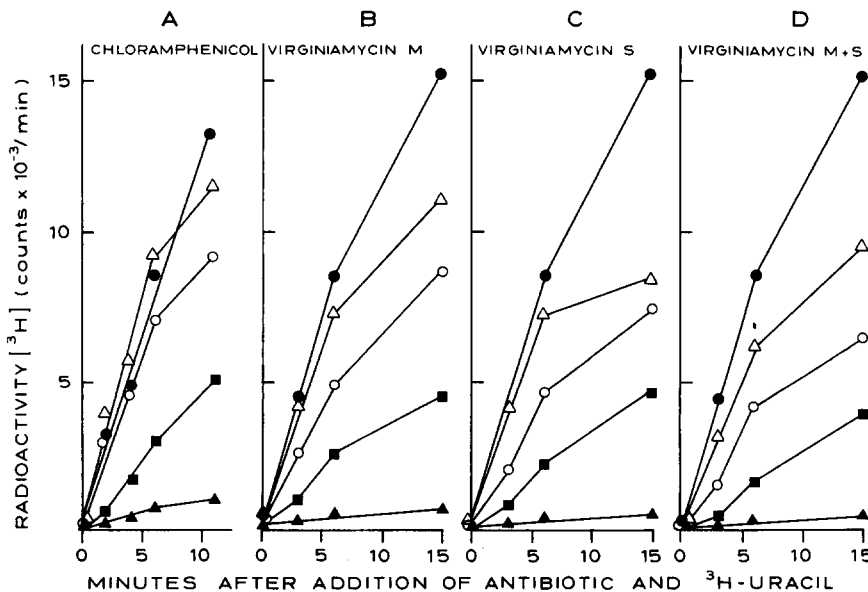 A B C D
CHLORAMPHENICOL VIRGINIAMYCIN M VIRGINIAMYCIN S VIRGINIAMYCIN M+S
15
10
5
RADIOACTIVITY [³H] (counts x 10⁻³/min)
0 5 10 0 5 10 15 0 5 10 15 0 5 10 15
MINUTES AFTER ADDITION OF ANTIBIOTIC AND ³H-URACIL